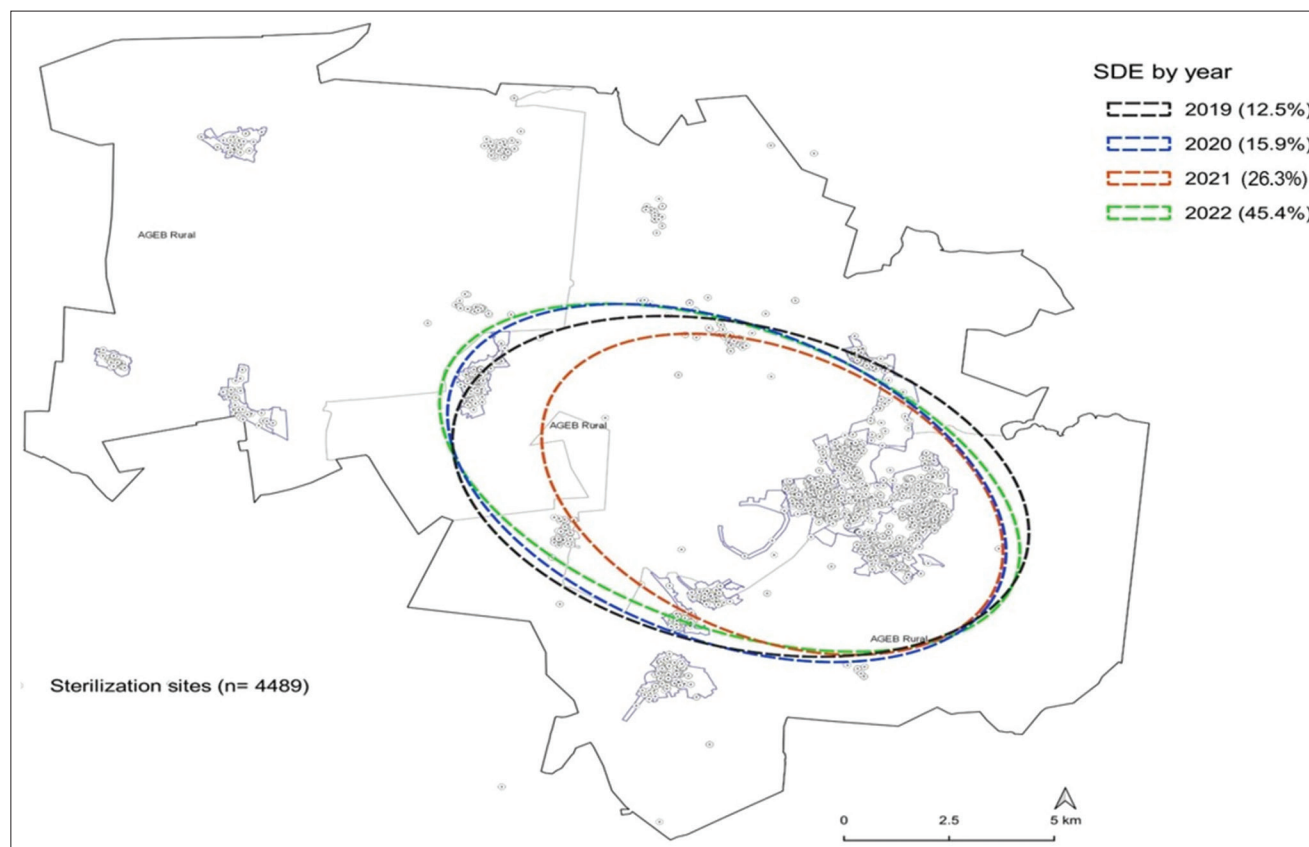 SDE by year
2019 (12.5%)
2020 (15.9%)
2021 (26.3%)
2022 (45.4%)
AGEB Rural
AGEB Rural
AGEB Rural
Sterilization sites (n= 4489)
0 2.5 5 km